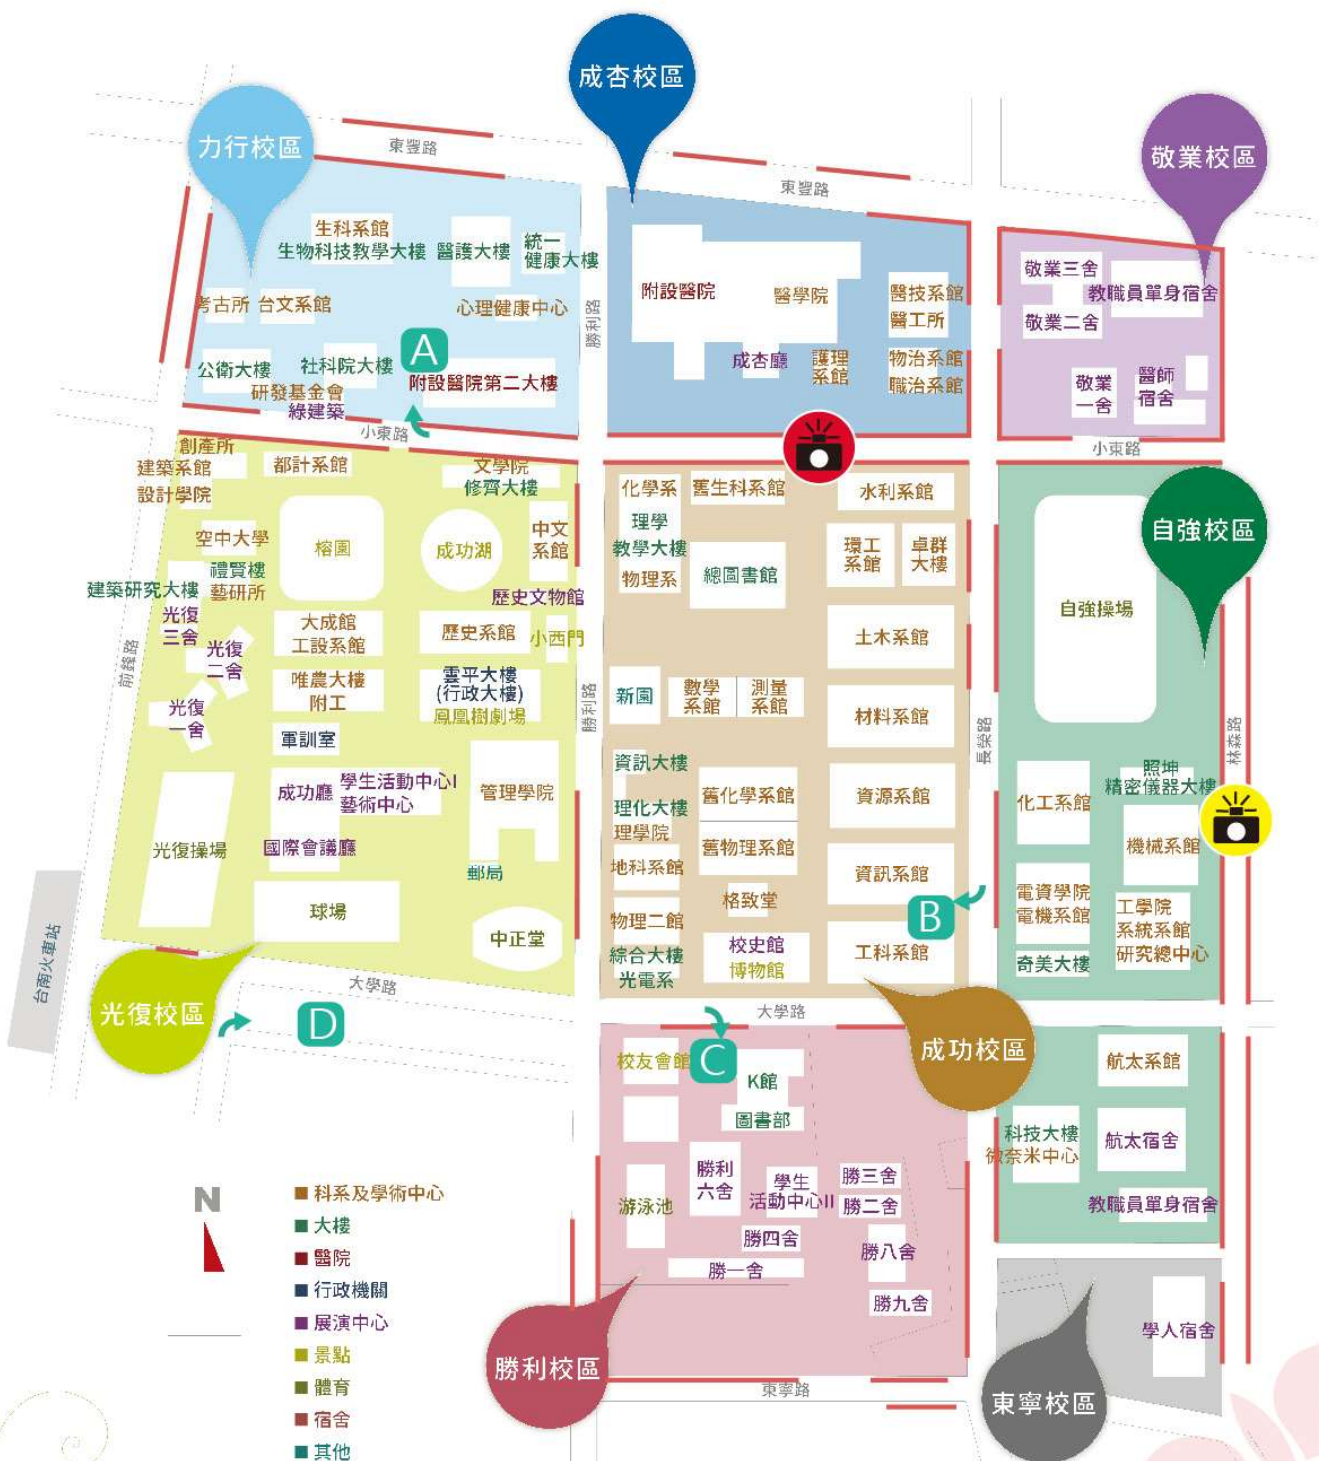 成杏校區
力行校區
敬業校區
東豐路
東豐路
生科系館
生物科技教學大樓
醫護大樓
統一
健康大樓
考古所
台文系館
心理健康中心
公衛大樓
社科院大樓
A
研發基金會
綠建築
附設醫院第二大樓
勝利路
附設醫院
醫學院
醫技系館
醫工所
成杏廳
護理
系館
物治系館
職治系館
敬業三舍
教職員單身宿舍
敬業二舍
敬業
一舍
醫師
宿舍
小東路
小東路
創產所
建築系館
設計學院
都計系館
文學院
修齊大樓
空中大學
榕園
成功湖
中文
系館
禮賢樓
藝研所
建築研究大樓
歷史文物館
光復
三舍
光復
二舍
光復
一舍
大成館
工設系館
歷史系館
小西門
唯農大樓
附工
雲平大樓
(行政大樓)
鳳凰樹劇場
前鋒路
軍訓室
成功廳
學生活動中心I
藝術中心
管理學院
國際會議廳
光復操場
郵局
球場
中正堂
台南火車站
光復校區
大學路
D
勝利路
化學系
舊生科系館
水利系館
理學
教學大樓
物理系
總圖書館
環工
系館
卓群
大樓
土木系館
新園
數學
系館
測量
系館
材料系館
資訊大樓
理化大樓
理學院
舊化學系館
資源系館
地科系館
舊物理系館
資訊系館
物理二館
格致堂
B
綜合大樓
光電系
校史館
博物館
工科系館
大學路
成功校區
長榮路
自強校區
自強操場
林森路
化工系館
照坤
精密儀器大樓
機械系館
電資學院
電機系館
工學院
系統系館
研究總中心
奇美大樓
航太系館
科技大樓
微奈米中心
航太宿舍
教職員單身宿舍
校友會館
C
K館
圖書部
勝利
六舍
學生
活動中心II
勝三舍
勝二舍
游泳池
勝四舍
勝一舍
勝八舍
勝九舍
勝利校區
東寧路
學人宿舍
東寧校區
N
科系及學術中心
大樓
醫院
行政機關
展演中心
景點
體育
宿舍
其他